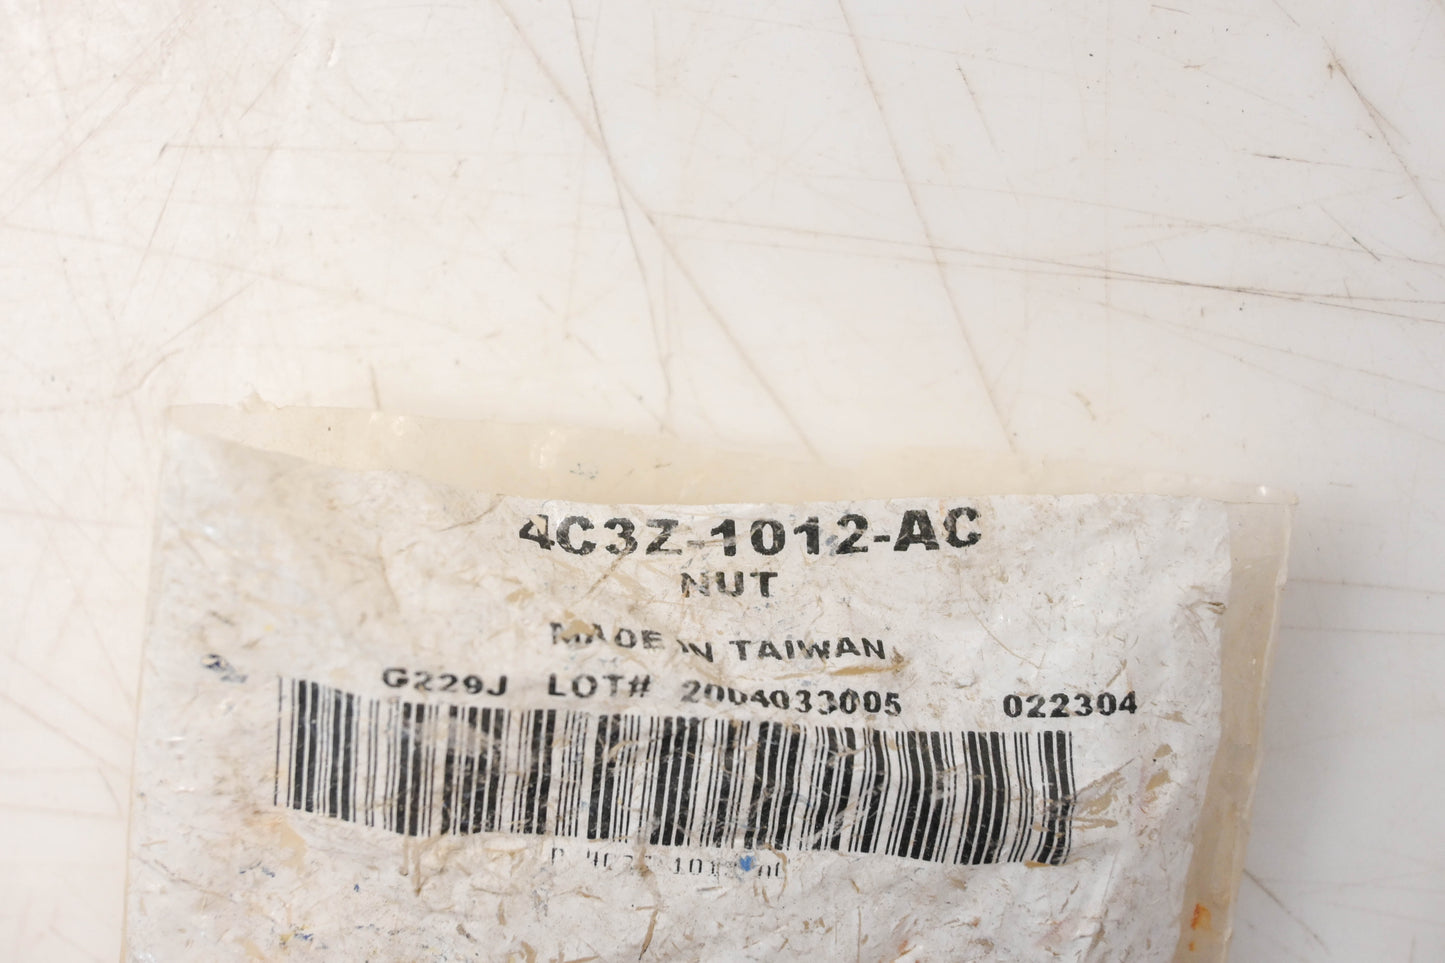 4C3Z-1012-AC
NUT
MADE IN TAIWAN
G229J LOT# 2004033005 022304